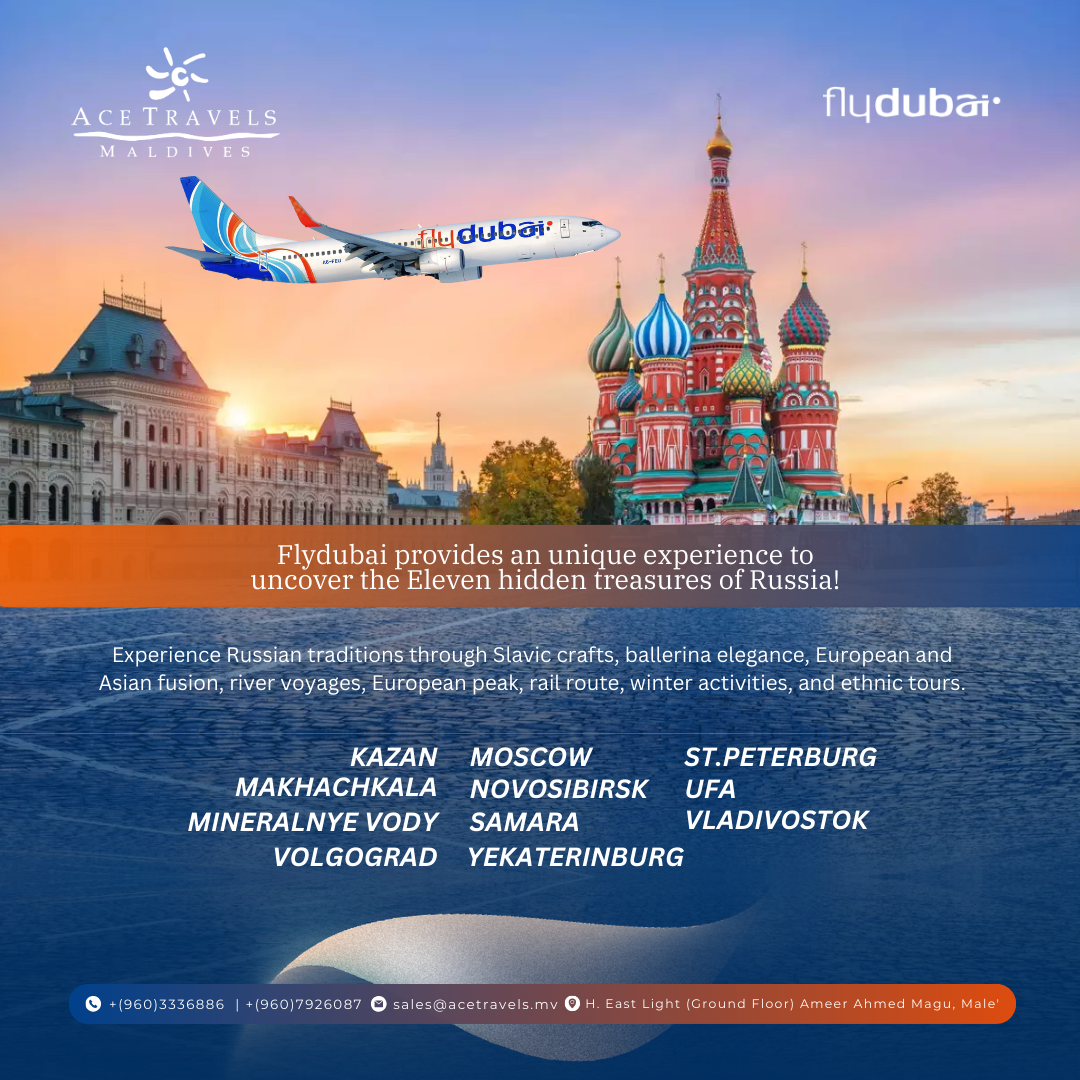 ACE TRAVELS
MALDIVES
flydubai
flydubai
A6-FEU
Flydubai provides an unique experience to
uncover the Eleven hidden treasures of Russia!
Experience Russian traditions through Slavic crafts, ballerina elegance, European and
Asian fusion, river voyages, European peak, rail route, winter activities, and ethnic tours.
KAZAN MOSCOW ST.PETERBURG
MAKHACHKALA NOVOSIBIRSK UFA
MINERALNYE VODY SAMARA VLADIVOSTOK
VOLGOGRAD YEKATERINBURG
+(960)3336886 | +(960)7926087 sales@acetravels.mv H. East Light (Ground Floor) Ameer Ahmed Magu, Male'